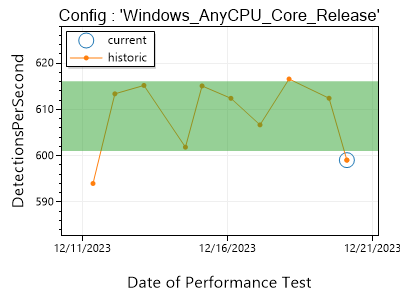 Config : 'Windows_AnyCPU_Core_Release'
current
historic
DetectionsPerSecond
620
610
600
590
12/11/2023
12/16/2023
12/21/2023
Date of Performance Test